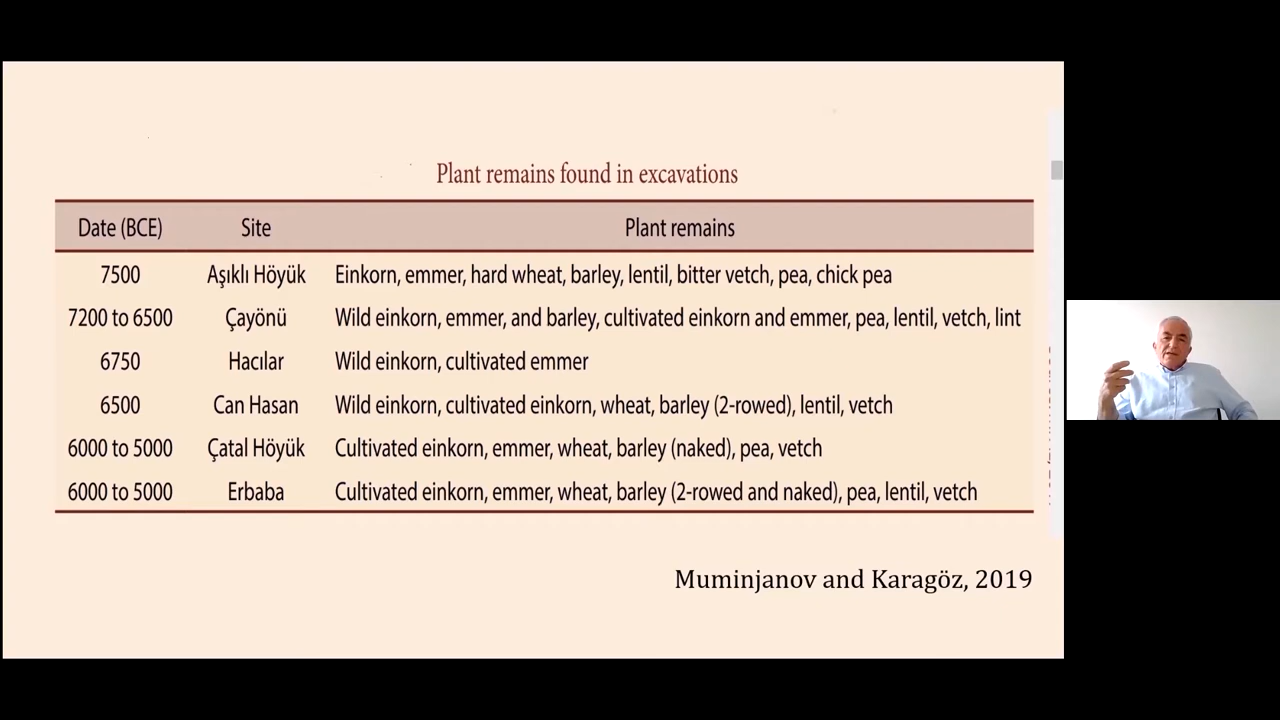 Plant remains found in excavations
Date (BCE) Site Plant remains
7500 Aşıklı Höyük Einkorn, emmer, hard wheat, barley, lentil, bitter vetch, pea, chick pea
7200 to 6500 Çayönü Wild einkorn, emmer, and barley, cultivated einkorn and emmer, pea, lentil, vetch, lint
6750 Hacılar Wild einkorn, cultivated emmer
6500 Can Hasan Wild einkorn, cultivated einkorn, wheat, barley (2-rowed), lentil, vetch
6000 to 5000 Çatal Höyük Cultivated einkorn, emmer, wheat, barley (naked), pea, vetch
6000 to 5000 Erbaba Cultivated einkorn, emmer, wheat, barley (2-rowed and naked), pea, lentil, vetch
Muminjanov and Karagöz, 2019